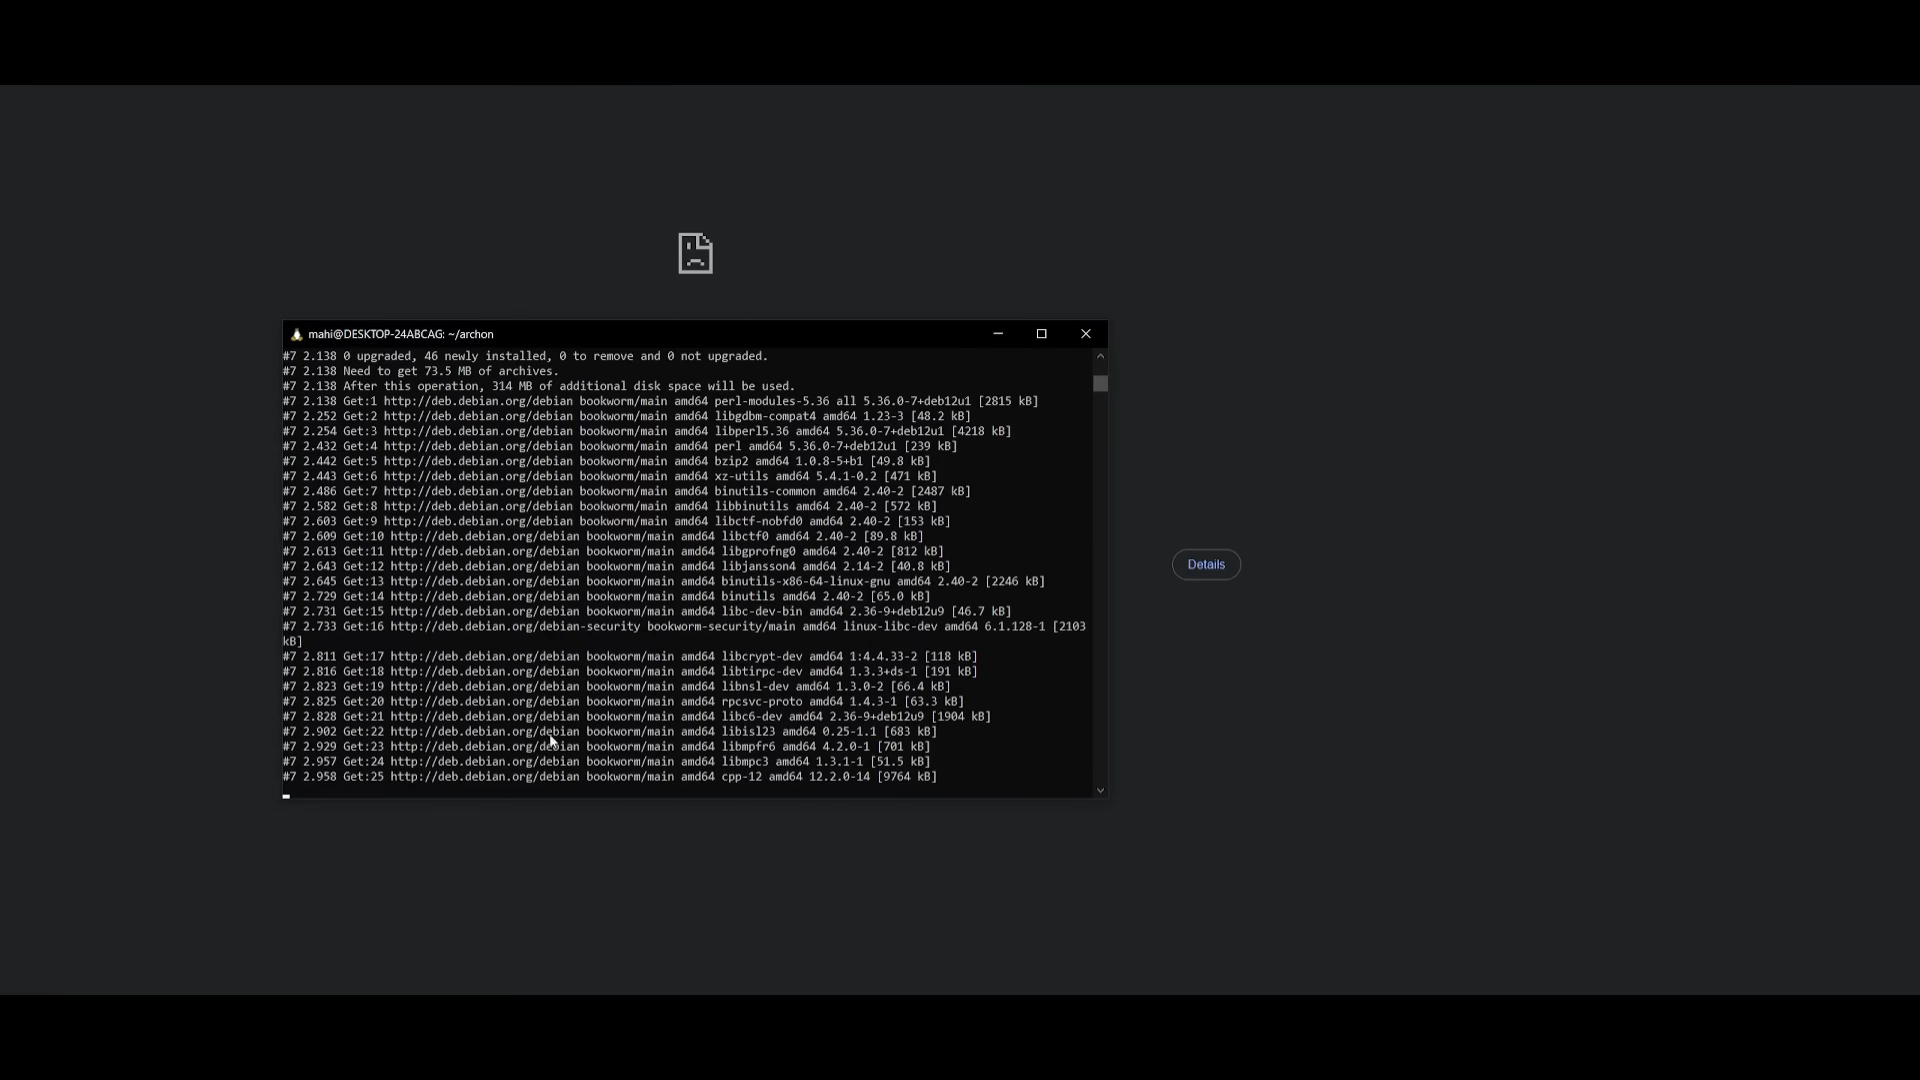 mahi@DESKTOP-24ABCAG: ~/archon
#7 2.138 0 upgraded, 46 newly installed, 0 to remove and 0 not upgraded.
#7 2.138 Need to get 73.5 MB of archives.
#7 2.138 After this operation, 314 MB of additional disk space will be used.
#7 2.138 Get:1 http://deb.debian.org/debian bookworm/main amd64 perl-modules-5.36 all 5.36.0-7+deb12u1 [2815 kB]
#7 2.252 Get:2 http://deb.debian.org/debian bookworm/main amd64 libgdbm-compat4 amd64 1.23-3 [48.2 kB]
#7 2.254 Get:3 http://deb.debian.org/debian bookworm/main amd64 libperl5.36 amd64 5.36.0-7+deb12u1 [4218 kB]
#7 2.432 Get:4 http://deb.debian.org/debian bookworm/main amd64 perl amd64 5.36.0-7+deb12u1 [239 kB]
#7 2.442 Get:5 http://deb.debian.org/debian bookworm/main amd64 bzip2 amd64 1.0.8-5+b1 [49.8 kB]
#7 2.443 Get:6 http://deb.debian.org/debian bookworm/main amd64 xz-utils amd64 5.4.1-0.2 [471 kB]
#7 2.486 Get:7 http://deb.debian.org/debian bookworm/main amd64 binutils-common amd64 2.40-2 [2487 kB]
#7 2.582 Get:8 http://deb.debian.org/debian bookworm/main amd64 libbinutils amd64 2.40-2 [572 kB]
#7 2.603 Get:9 http://deb.debian.org/debian bookworm/main amd64 libctf-nobfd0 amd64 2.40-2 [153 kB]
#7 2.609 Get:10 http://deb.debian.org/debian bookworm/main amd64 libctf0 amd64 2.40-2 [89.8 kB]
#7 2.613 Get:11 http://deb.debian.org/debian bookworm/main amd64 libgprofng0 amd64 2.40-2 [812 kB]
#7 2.643 Get:12 http://deb.debian.org/debian bookworm/main amd64 libjansson4 amd64 2.14-2 [40.8 kB]
#7 2.645 Get:13 http://deb.debian.org/debian bookworm/main amd64 binutils-x86-64-linux-gnu amd64 2.40-2 [2246 kB]
#7 2.729 Get:14 http://deb.debian.org/debian bookworm/main amd64 binutils amd64 2.40-2 [65.0 kB]
#7 2.731 Get:15 http://deb.debian.org/debian bookworm/main amd64 libc-dev-bin amd64 2.36-9+deb12u9 [46.7 kB]
#7 2.733 Get:16 http://deb.debian.org/debian-security bookworm-security/main amd64 linux-libc-dev amd64 6.1.128-1 [2103
kB]
#7 2.811 Get:17 http://deb.debian.org/debian bookworm/main amd64 libcrypt-dev amd64 1:4.4.33-2 [118 kB]
#7 2.816 Get:18 http://deb.debian.org/debian bookworm/main amd64 libtirpc-dev amd64 1.3.3+ds-1 [191 kB]
#7 2.823 Get:19 http://deb.debian.org/debian bookworm/main amd64 libnsl-dev amd64 1.3.0-2 [66.4 kB]
#7 2.825 Get:20 http://deb.debian.org/debian bookworm/main amd64 rpcsvc-proto amd64 1.4.3-1 [63.3 kB]
#7 2.828 Get:21 http://deb.debian.org/debian bookworm/main amd64 libc6-dev amd64 2.36-9+deb12u9 [1904 kB]
#7 2.902 Get:22 http://deb.debian.org/debian bookworm/main amd64 libisl23 amd64 0.25-1.1 [683 kB]
#7 2.929 Get:23 http://deb.debian.org/debian bookworm/main amd64 libmpfr6 amd64 4.2.0-1 [701 kB]
#7 2.957 Get:24 http://deb.debian.org/debian bookworm/main amd64 libmpc3 amd64 1.3.1-1 [51.5 kB]
#7 2.958 Get:25 http://deb.debian.org/debian bookworm/main amd64 cpp-12 amd64 12.2.0-14 [9764 kB]
Details